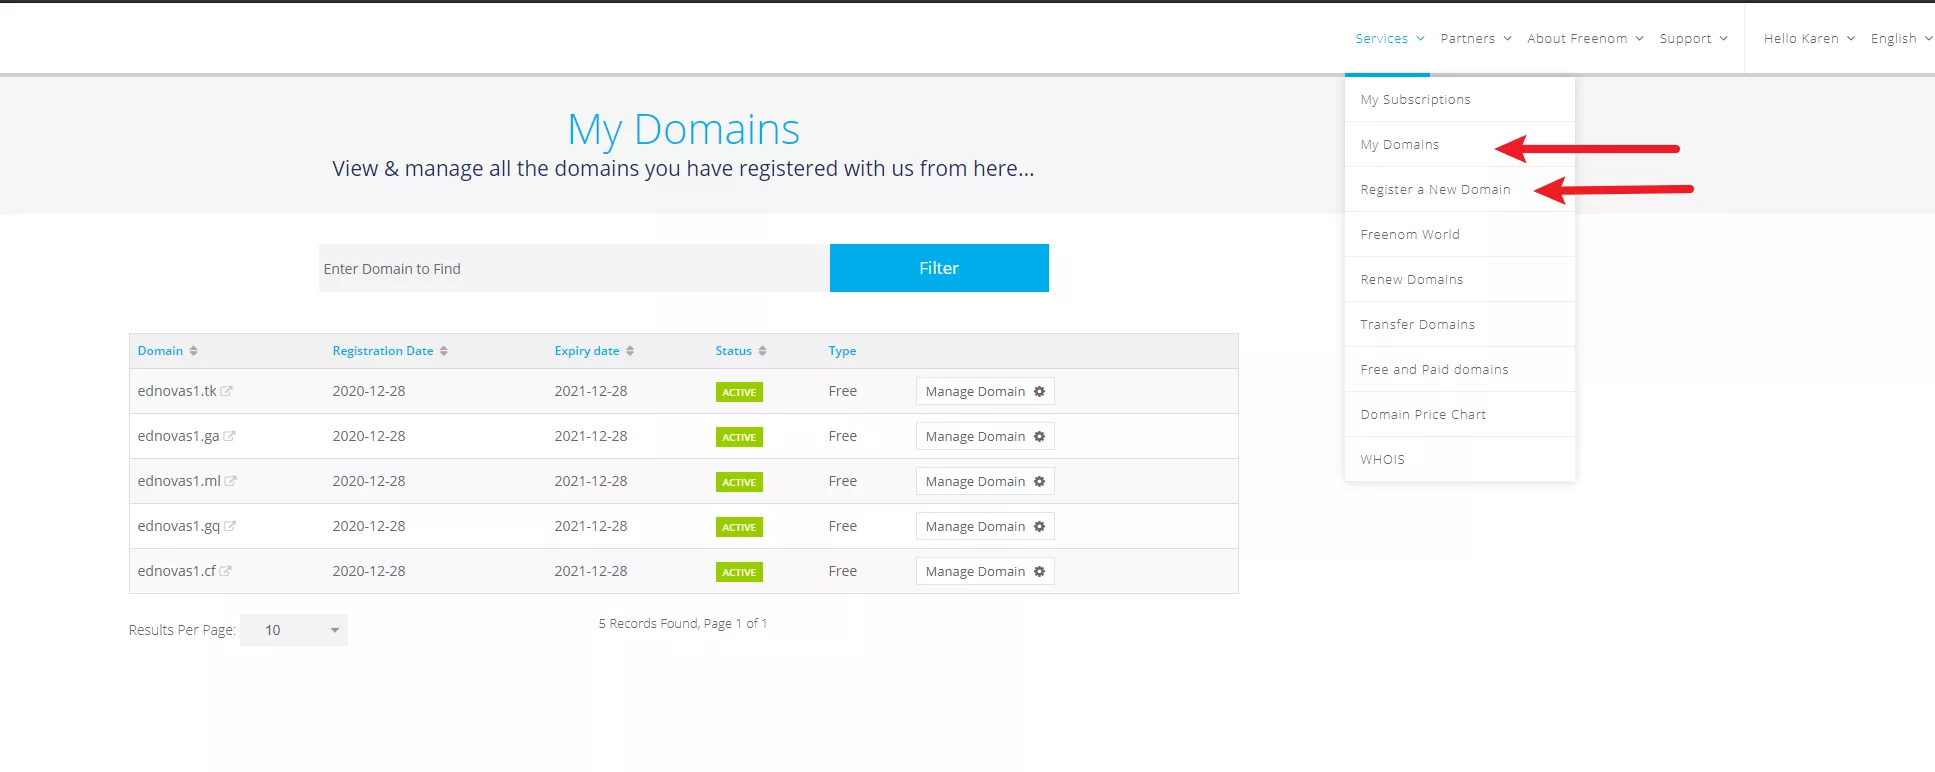 Services Partners About Freenom Support Hello Karen English
My Subscriptions
My Domains
Register a New Domain
Freenom World
Renew Domains
Transfer Domains
Free and Paid domains
Domain Price Chart
WHOIS
My Domains
View & manage all the domains you have registered with us from here...
Enter Domain to Find Filter
Domain Registration Date Expiry date Status Type
ednovas1.tk 2020-12-28 2021-12-28 ACTIVE Free Manage Domain
ednovas1.ga 2020-12-28 2021-12-28 ACTIVE Free Manage Domain
ednovas1.ml 2020-12-28 2021-12-28 ACTIVE Free Manage Domain
ednovas1.gq 2020-12-28 2021-12-28 ACTIVE Free Manage Domain
ednovas1.cf 2020-12-28 2021-12-28 ACTIVE Free Manage Domain
Results Per Page: 10 5 Records Found, Page 1 of 1